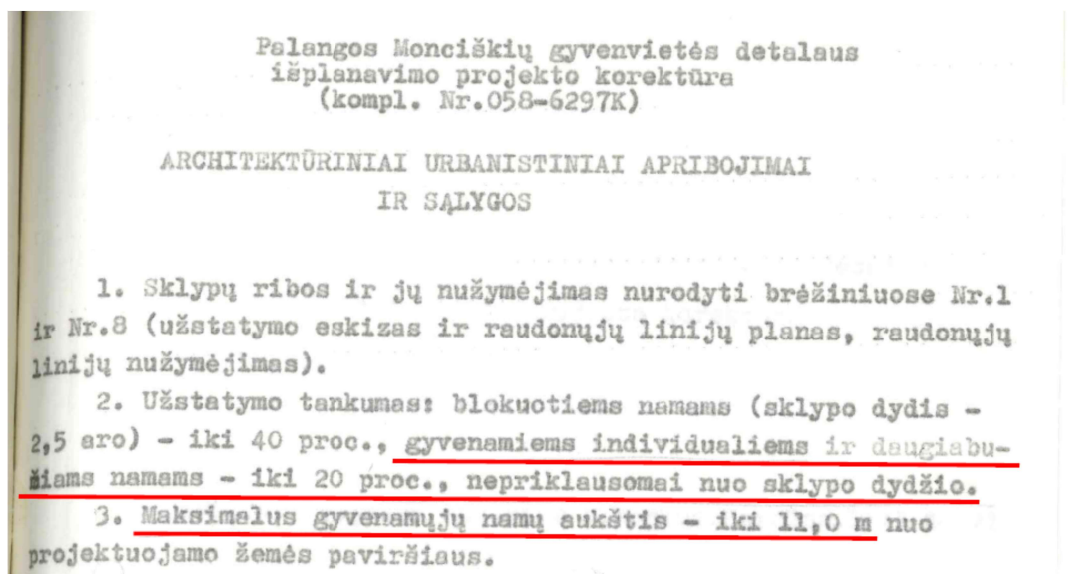 Palangos Monciškių gyvenvietės detalaus
išplanavimo projekto korektūra
(kompl. Nr.058-6297K)
ARCHITEKTŪRINIAI URBANISTINIAI APRIBOJIMAI
IR SĄLYGOS
1. Sklypų ribos ir jų nužymėjimas nurodyti brėžiniuose Nr.1
ir Nr.8 (užstatymo eskizas ir raudonųjų linijų planas, raudonųjų
linijų nužymėjimas).
2. Užstatymo tankumas: blokuotiems namams (sklypo dydis -
2,5 aro) - iki 40 proc., gyvenamiems individualiems ir daugiabu-
čiams namams - iki 20 proc., nepriklausomai nuo sklypo dydžio.
3. Maksimalus gyvenamųjų namų aukštis - iki 11,0 m nuo
projektuojamo žemės paviršiaus.